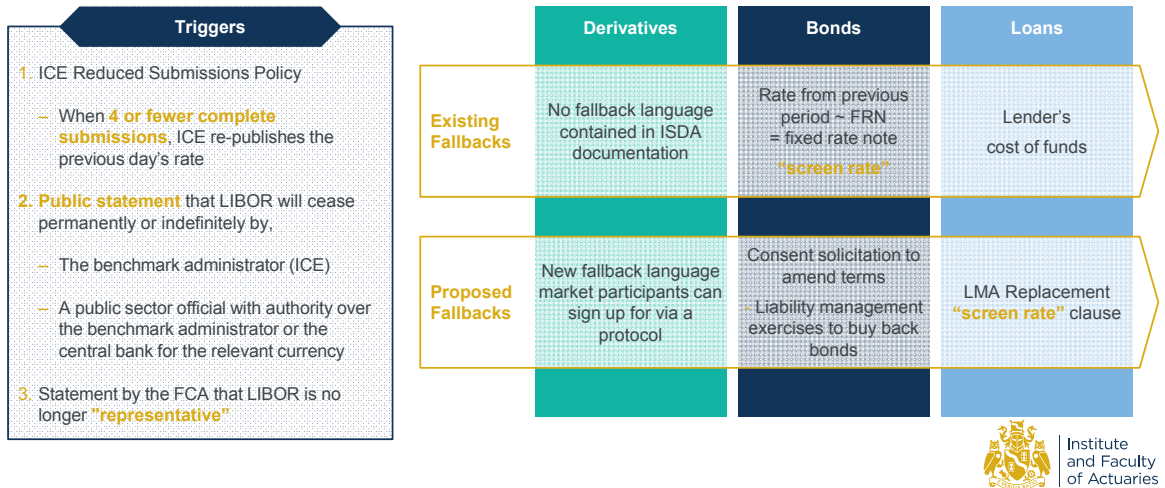 Triggers
1. ICE Reduced Submissions Policy
– When 4 or fewer complete
submissions, ICE re-publishes the
previous day's rate
2. Public statement that LIBOR will cease
permanently or indefinitely by,
– The benchmark administrator (ICE)
– A public sector official with authority over
the benchmark administrator or the
central bank for the relevant currency
3. Statement by the FCA that LIBOR is no
longer "representative"
Derivatives
Bonds
Loans
Existing
Fallbacks
No fallback language
contained in ISDA
documentation
Rate from previous
period ~ FRN
= fixed rate note
"screen rate"
Lender's
cost of funds
Proposed
Fallbacks
New fallback language
market participants can
sign up for via a
protocol
Consent solicitation to
amend terms
- Liability management
exercises to buy back
bonds
LMA Replacement
"screen rate" clause
Institute
and Faculty
of Actuaries